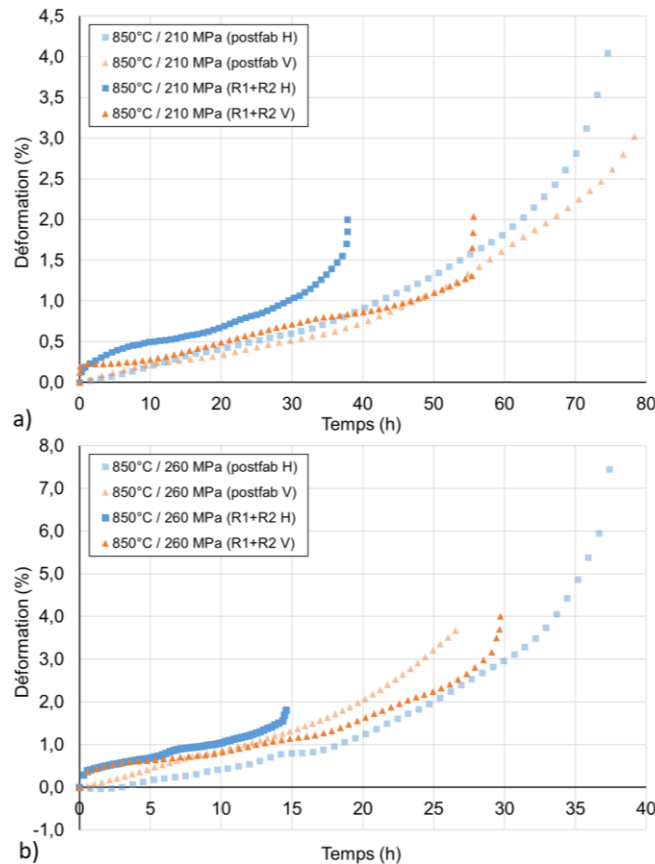 4,5
4,0
3,5
3,0
2,5
2,0
1,5
1,0
0,5
0,0
Déformation (%)
850°C / 210 MPa (postfab H)
850°C / 210 MPa (postfab V)
850°C / 210 MPa (R1+R2 H)
850°C / 210 MPa (R1+R2 V)
0 10 20 30 40 50 60 70 80
Temps (h)
a)
8,0
7,0
6,0
5,0
4,0
3,0
2,0
1,0
0,0
-1,0
Déformation (%)
850°C / 260 MPa (postfab H)
850°C / 260 MPa (postfab V)
850°C / 260 MPa (R1+R2 H)
850°C / 260 MPa (R1+R2 V)
0 5 10 15 20 25 30 35 40
Temps (h)
b)